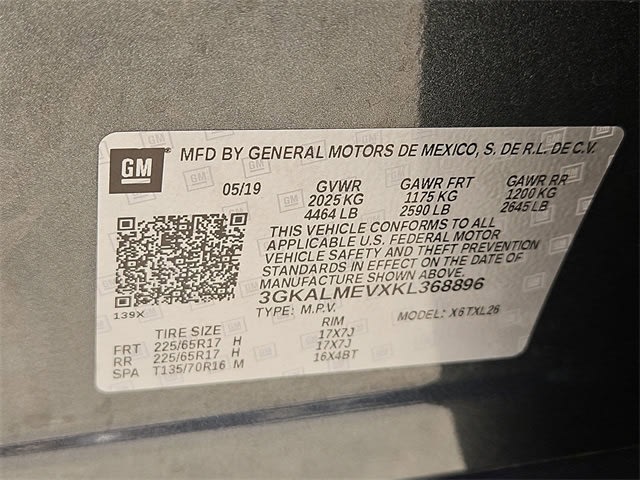 GM MFD BY GENERAL MOTORS DE MEXICO, S. DE R.L. DE C.V.
05/19 GVWR GAWR FRT GAWR RR
2025 KG 1175 KG 1200 KG
4464 LB 2590 LB 2645 LB
THIS VEHICLE CONFORMS TO ALL
APPLICABLE U.S. FEDERAL MOTOR
VEHICLE SAFETY AND THEFT PREVENTION
STANDARDS IN EFFECT ON THE DATE OF
MANUFACTURE SHOWN ABOVE.
3GKALMEVXKL368896
139X TYPE: M.P.V. MODEL: X6TXL26
TIRE SIZE RIM
FRT 225/65R17 H 17X7J
RR 225/65R17 H 17X7J
SPA T135/70R16 M 16X4BT